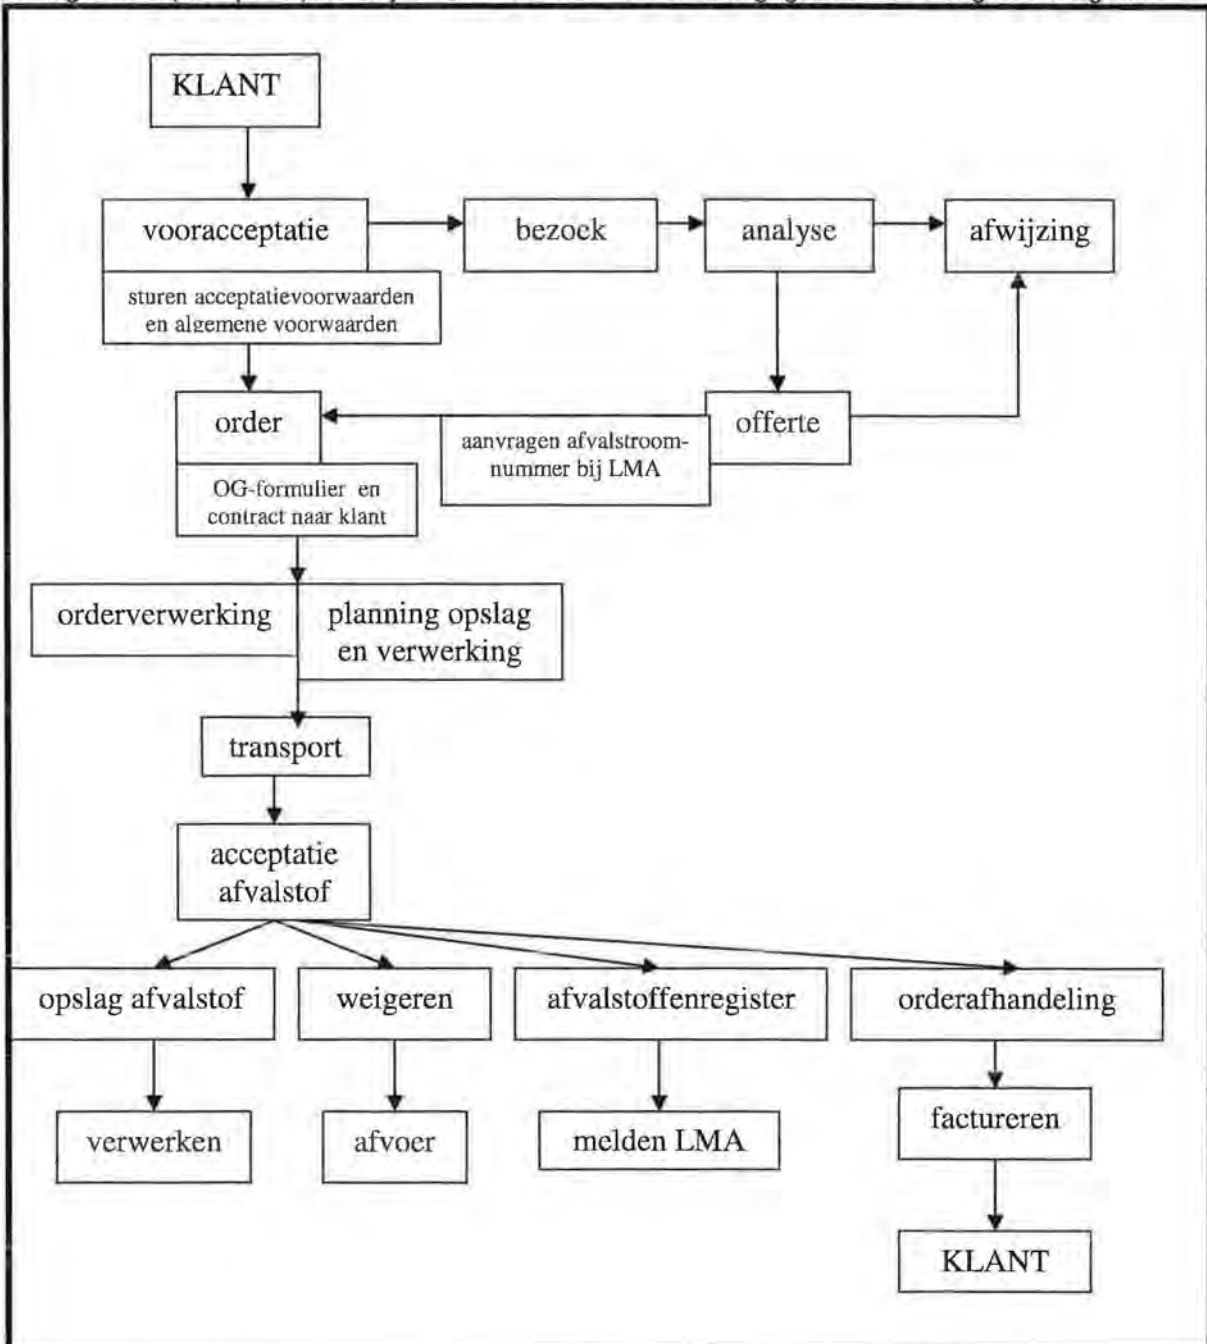 KLANT
vooracceptatie
bezoek
analyse
afwijzing
sturen acceptatievoorwaarden
en algemene voorwaarden
order
aanvragen afvalstroom-
nummer bij LMA
offerte
OG-formulier en
contract naar klant
orderverwerking
planning opslag
en verwerking
transport
acceptatie
afvalstof
opslag afvalstof
weigeren
afvalstoffenregister
orderafhandeling
verwerken
afvoer
melden LMA
factureren
KLANT